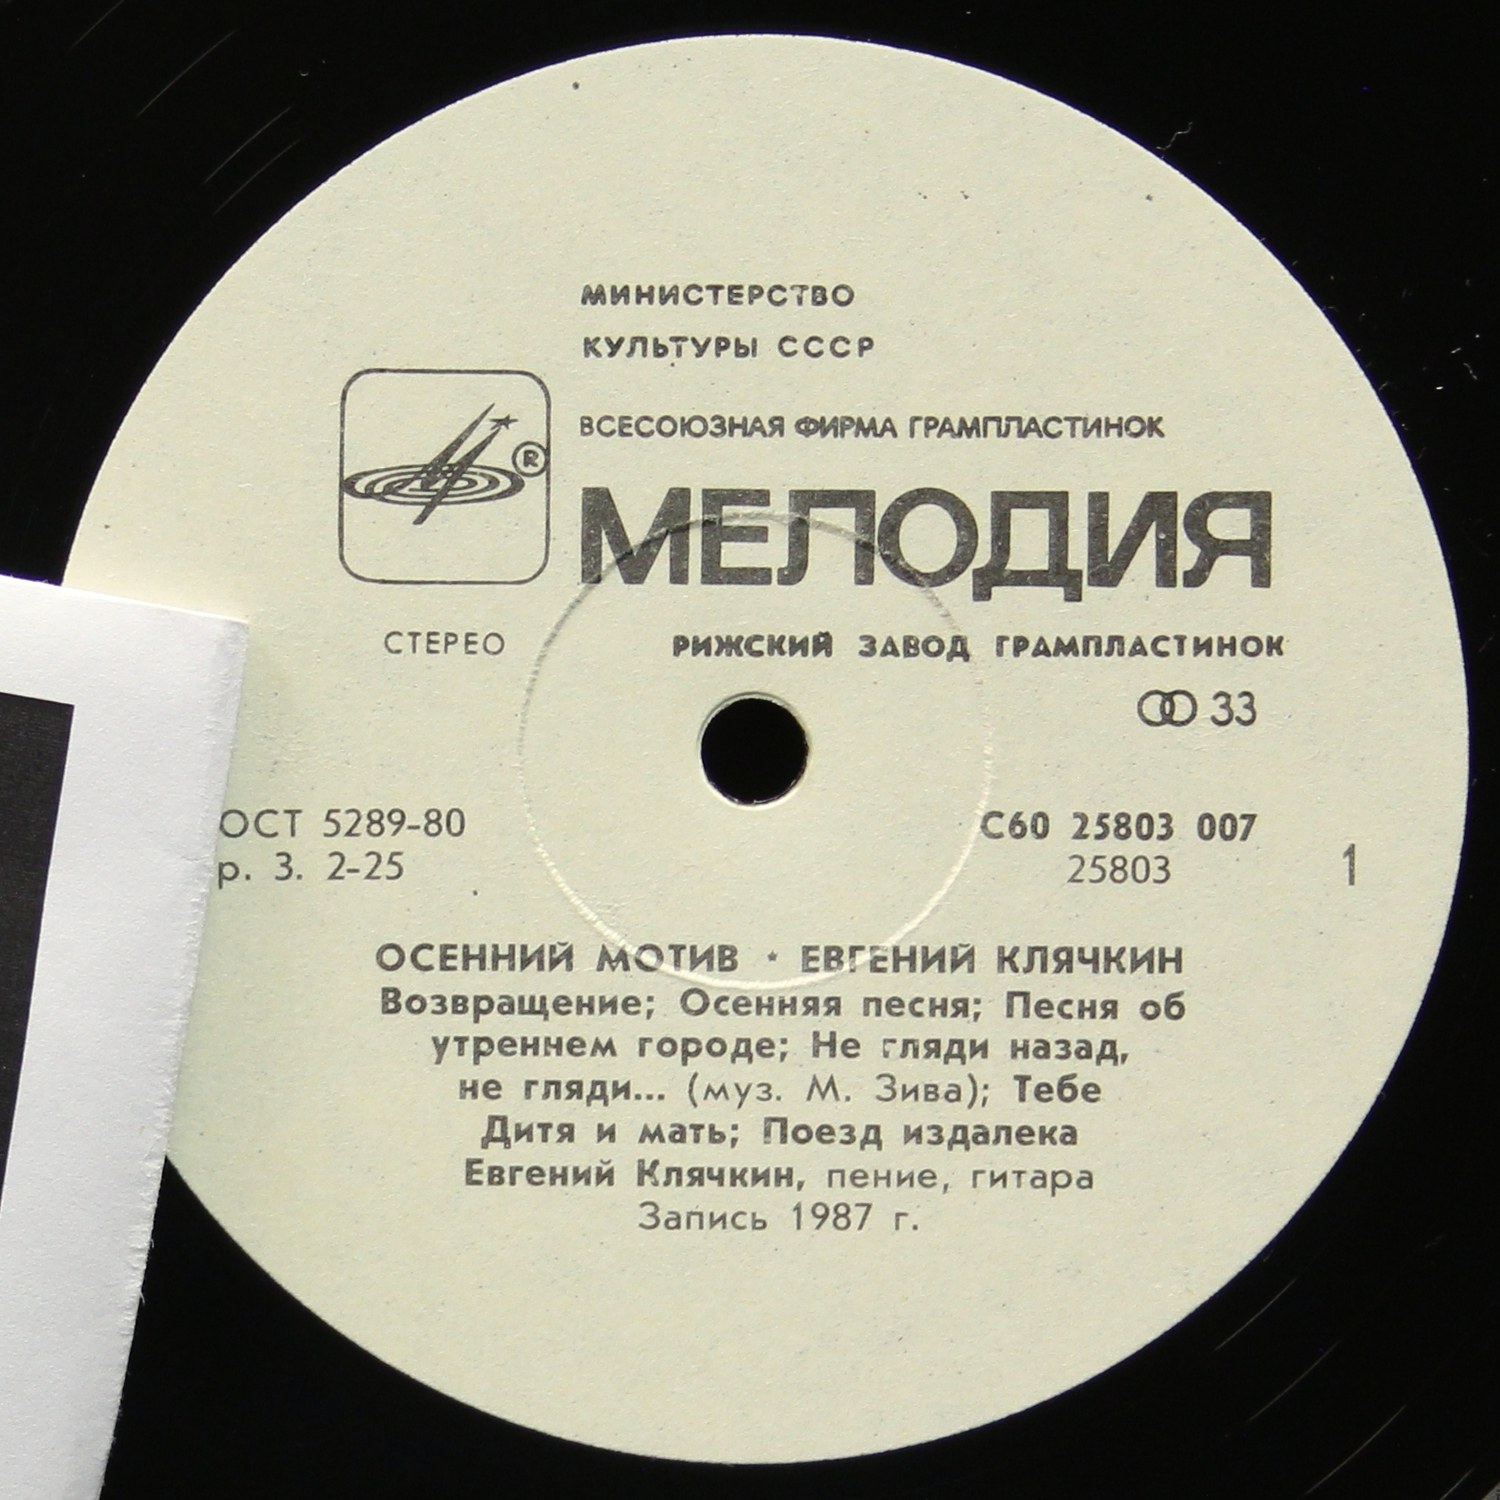 МИНИСТЕРСТВО
КУЛЬТУРЫ СССР
ВСЕСОЮЗНАЯ ФИРМА ГРАМПЛАСТИНОК
®
МЕЛОДИЯ
СТЕРЕО РИЖСКИЙ ЗАВОД ГРАМПЛАСТИНОК
33
ОСТ 5289-80 С60 25803 007
р. 3. 2-25 25803 1
ОСЕННИЙ МОТИВ · ЕВГЕНИЙ КЛЯЧКИН
Возвращение; Осенняя песня; Песня об
утреннем городе; Не гляди назад,
не гляди... (муз. М. Зива); Тебе
Дитя и мать; Поезд издалека
Евгений Клячкин, пение, гитара
Запись 1987 г.